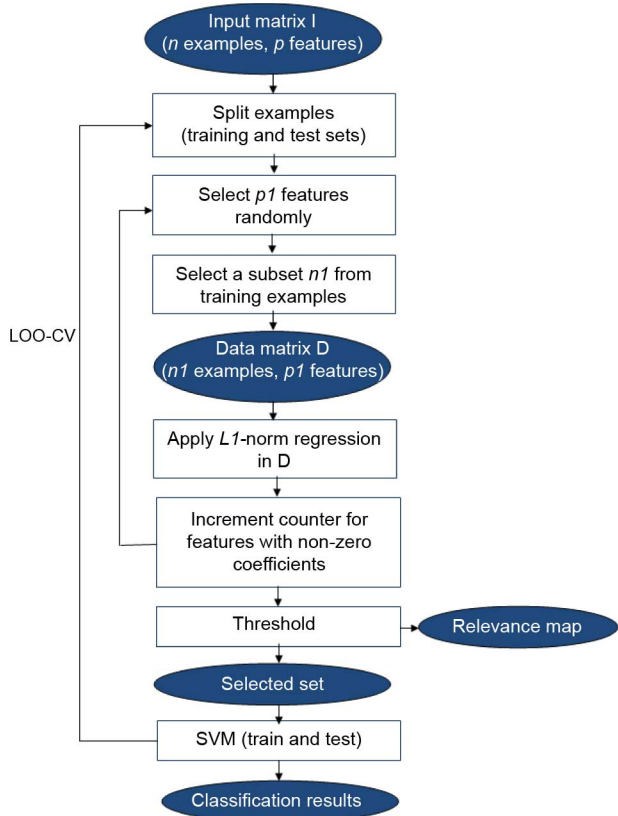 Input matrix I
(n examples, p features)
Split examples
(training and test sets)
Select p1 features
randomly
Select a subset n1 from
training examples
LOO-CV
Data matrix D
(n1 examples, p1 features)
Apply L1-norm regression
in D
Increment counter for
features with non-zero
coefficients
Threshold
Relevance map
Selected set
SVM (train and test)
Classification results